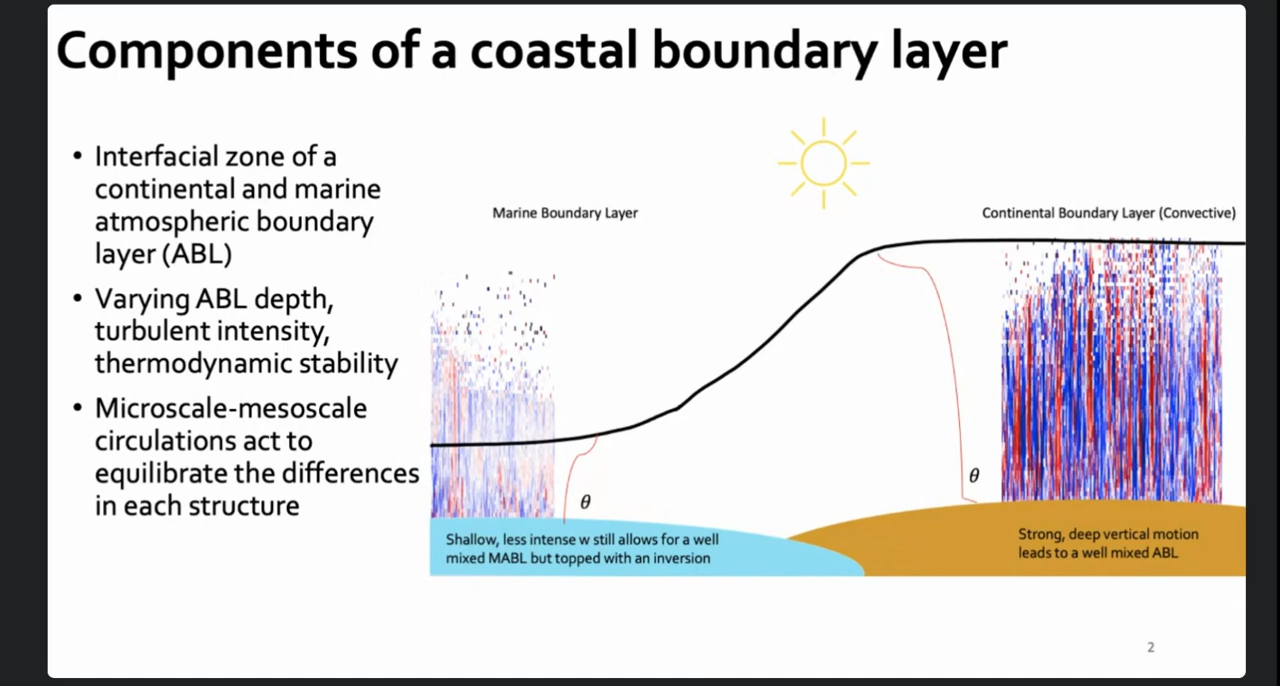 Components of a coastal boundary layer
• Interfacial zone of a
continental and marine
atmospheric boundary
layer (ABL)
• Varying ABL depth,
turbulent intensity,
thermodynamic stability
• Microscale-mesoscale
circulations act to
equilibrate the differences
in each structure
Marine Boundary Layer
Continental Boundary Layer (Convective)
θ
θ
Shallow, less intense w still allows for a well
mixed MABL but topped with an inversion
Strong, deep vertical motion
leads to a well mixed ABL
2